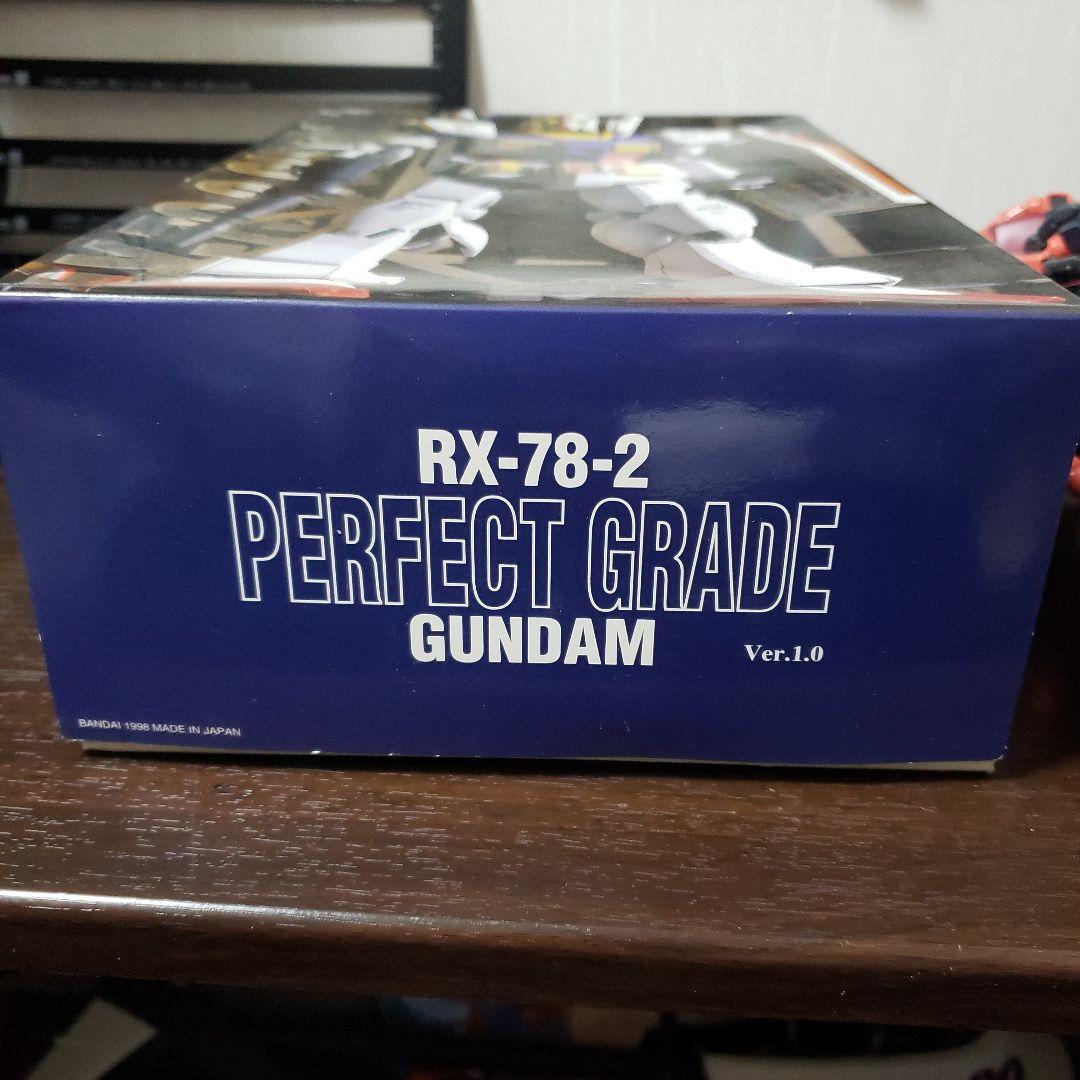 RX-78-2
PERFECT GRADE
GUNDAM
Ver.1.0
BANDAI 1998 MADE IN JAPAN